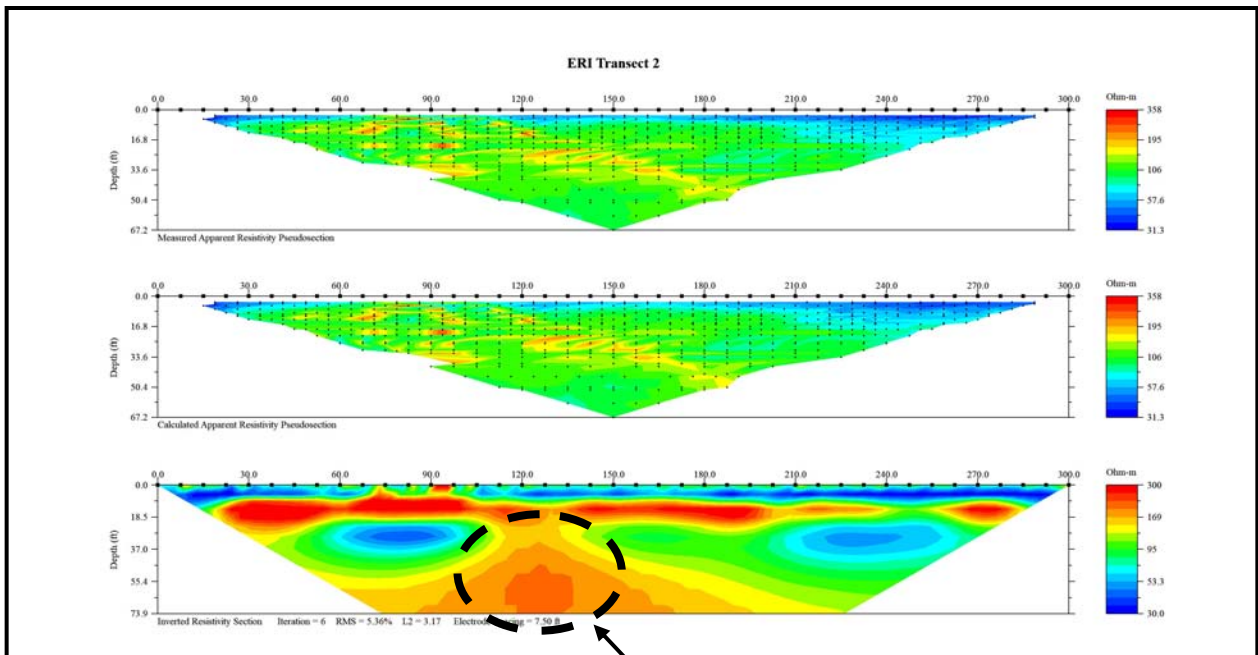 ERI Transect 2
0.0 30.0 60.0 90.0 120.0 150.0 180.0 210.0 240.0 270.0 300.0
Ohm-m
0.0 358
16.8 195
33.6 106
50.4 57.6
67.2 31.3
Depth (ft)
Measured Apparent Resistivity Pseudosection
0.0 30.0 60.0 90.0 120.0 150.0 180.0 210.0 240.0 270.0 300.0
Ohm-m
0.0 358
16.8 195
33.6 106
50.4 57.6
67.2 31.3
Depth (ft)
Calculated Apparent Resistivity Pseudosection
0.0 30.0 60.0 90.0 120.0 150.0 180.0 210.0 240.0 270.0 300.0
Ohm-m
0.0 300
18.5 169
37.0 95
55.4 53.3
73.9 30.0
Depth (ft)
Inverted Resistivity Section Iteration = 6 RMS = 5.36% L2 = 3.17 = 7.50 ft